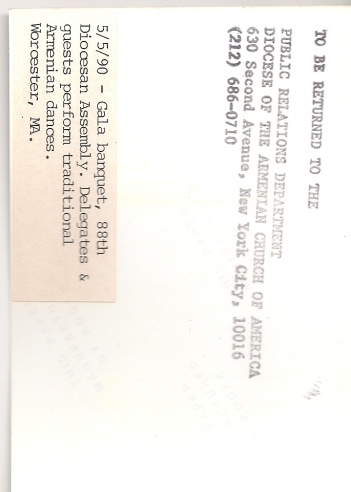 TO BE RETURNED TO THE
PUBLIC RELATIONS DEPARTMENT
DIOCESE OF THE ARMENIAN CHURCH OF AMERICA
630 Second Avenue, New York City, 10016
(212) 686-0710
5/5/90 - Gala banquet, 88th
Diocesan Assembly. Delegates &
guests perform traditional
Armenian dances.
Worcester, MA.